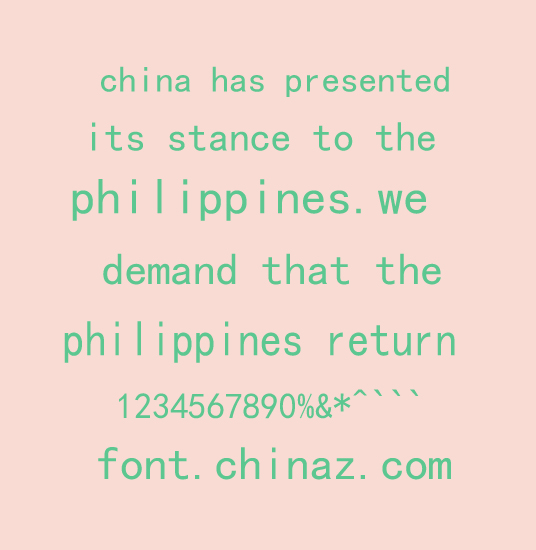 china has presented
its stance to the
philippines.we
demand that the
philippines return
1234567890%&*^````
font.chinaz.com